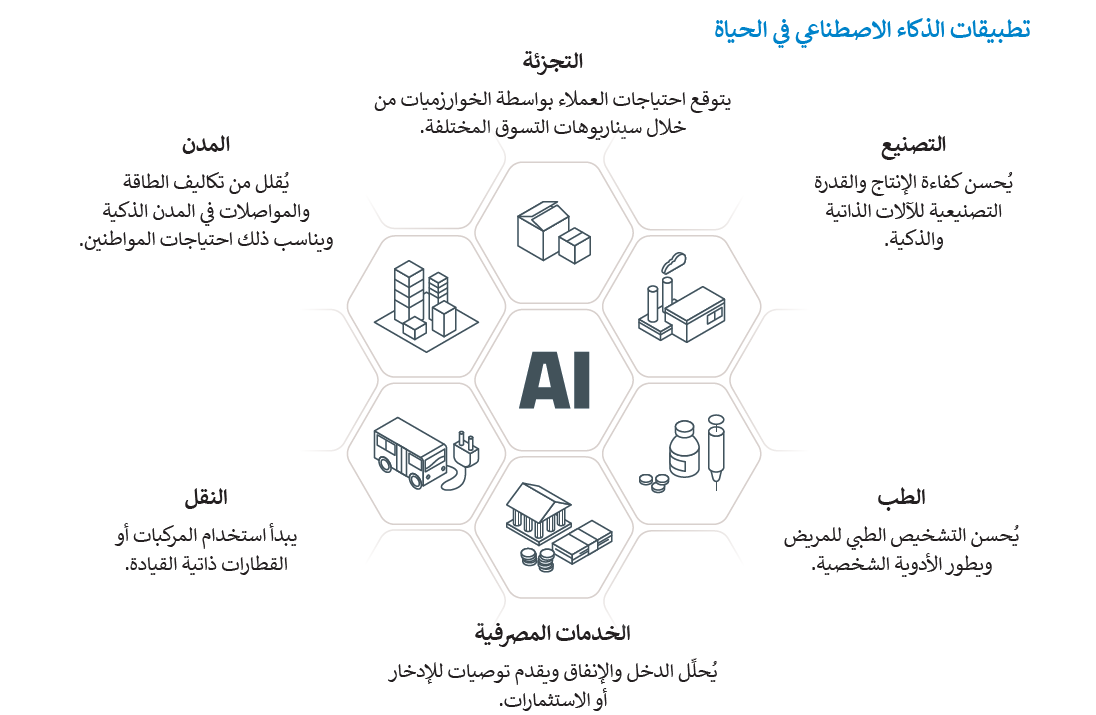 تطبيقات الذكاء الاصطناعي في الحياة
التجزئة
يتوقع احتياجات العملاء بواسطة الخوارزميات من
خلال سيناريوهات التسوق المختلفة.
التصنيع
يُحسن كفاءة الإنتاج والقدرة
التصنيعية للآلات الذاتية
والذكية.
المدن
يُقلل من تكاليف الطاقة
والمواصلات في المدن الذكية
ويناسب ذلك احتياجات المواطنين.
AI
الطب
يُحسن التشخيص الطبي للمريض
ويطور الأدوية الشخصية.
النقل
يبدأ استخدام المركبات أو
القطارات ذاتية القيادة.
الخدمات المصرفية
يُحلِّل الدخل والإنفاق ويقدم توصيات للإدخار
أو الاستثمارات.